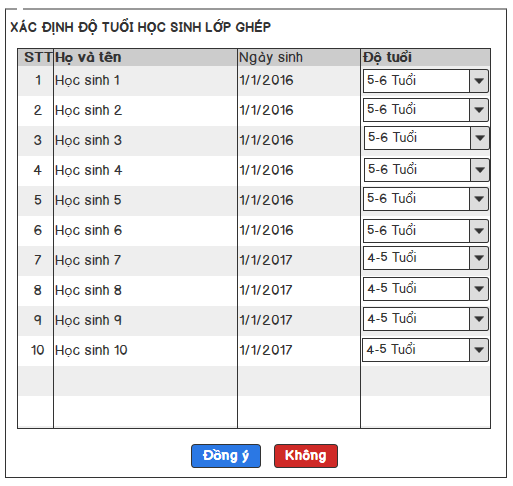 XÁC ĐỊNH ĐỘ TUỔI HỌC SINH LỚP GHÉP
STT Họ và tên Ngày sinh Độ tuổi
1 Học sinh 1 1/1/2016 5-6 Tuổi
2 Học sinh 2 1/1/2016 5-6 Tuổi
3 Học sinh 3 1/1/2016 5-6 Tuổi
4 Học sinh 4 1/1/2016 5-6 Tuổi
5 Học sinh 5 1/1/2016 5-6 Tuổi
6 Học sinh 6 1/1/2016 5-6 Tuổi
7 Học sinh 7 1/1/2017 4-5 Tuổi
8 Học sinh 8 1/1/2017 4-5 Tuổi
9 Học sinh 9 1/1/2017 4-5 Tuổi
10 Học sinh 10 1/1/2017 4-5 Tuổi
Đồng ý Không